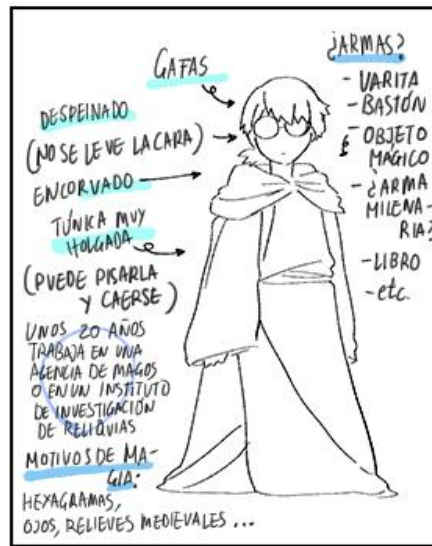 GAFAS
DESPEINADO
(NO SE LE VE LA CARA)
ENCORVADO
TÚNICA MUY
HOLGADA
(PUEDE PISARLA
Y CAERSE)
UNOS 20 AÑOS
TRABAJA EN UNA
AGENCIA DE MAGOS
O EN UN INSTITUTO
DE INVESTIGACIÓN
DE RELIQUIAS
MOTIVOS DE MA-
GIA:
HEXAGRAMAS,
OJOS, RELIEVES MEDIEVALES...
¿ARMAS?
- VARITA
- BASTÓN
- OBJETO
MÁGICO
- ¿ARMA
MILENA-
RIA?
- LIBRO
- etc.